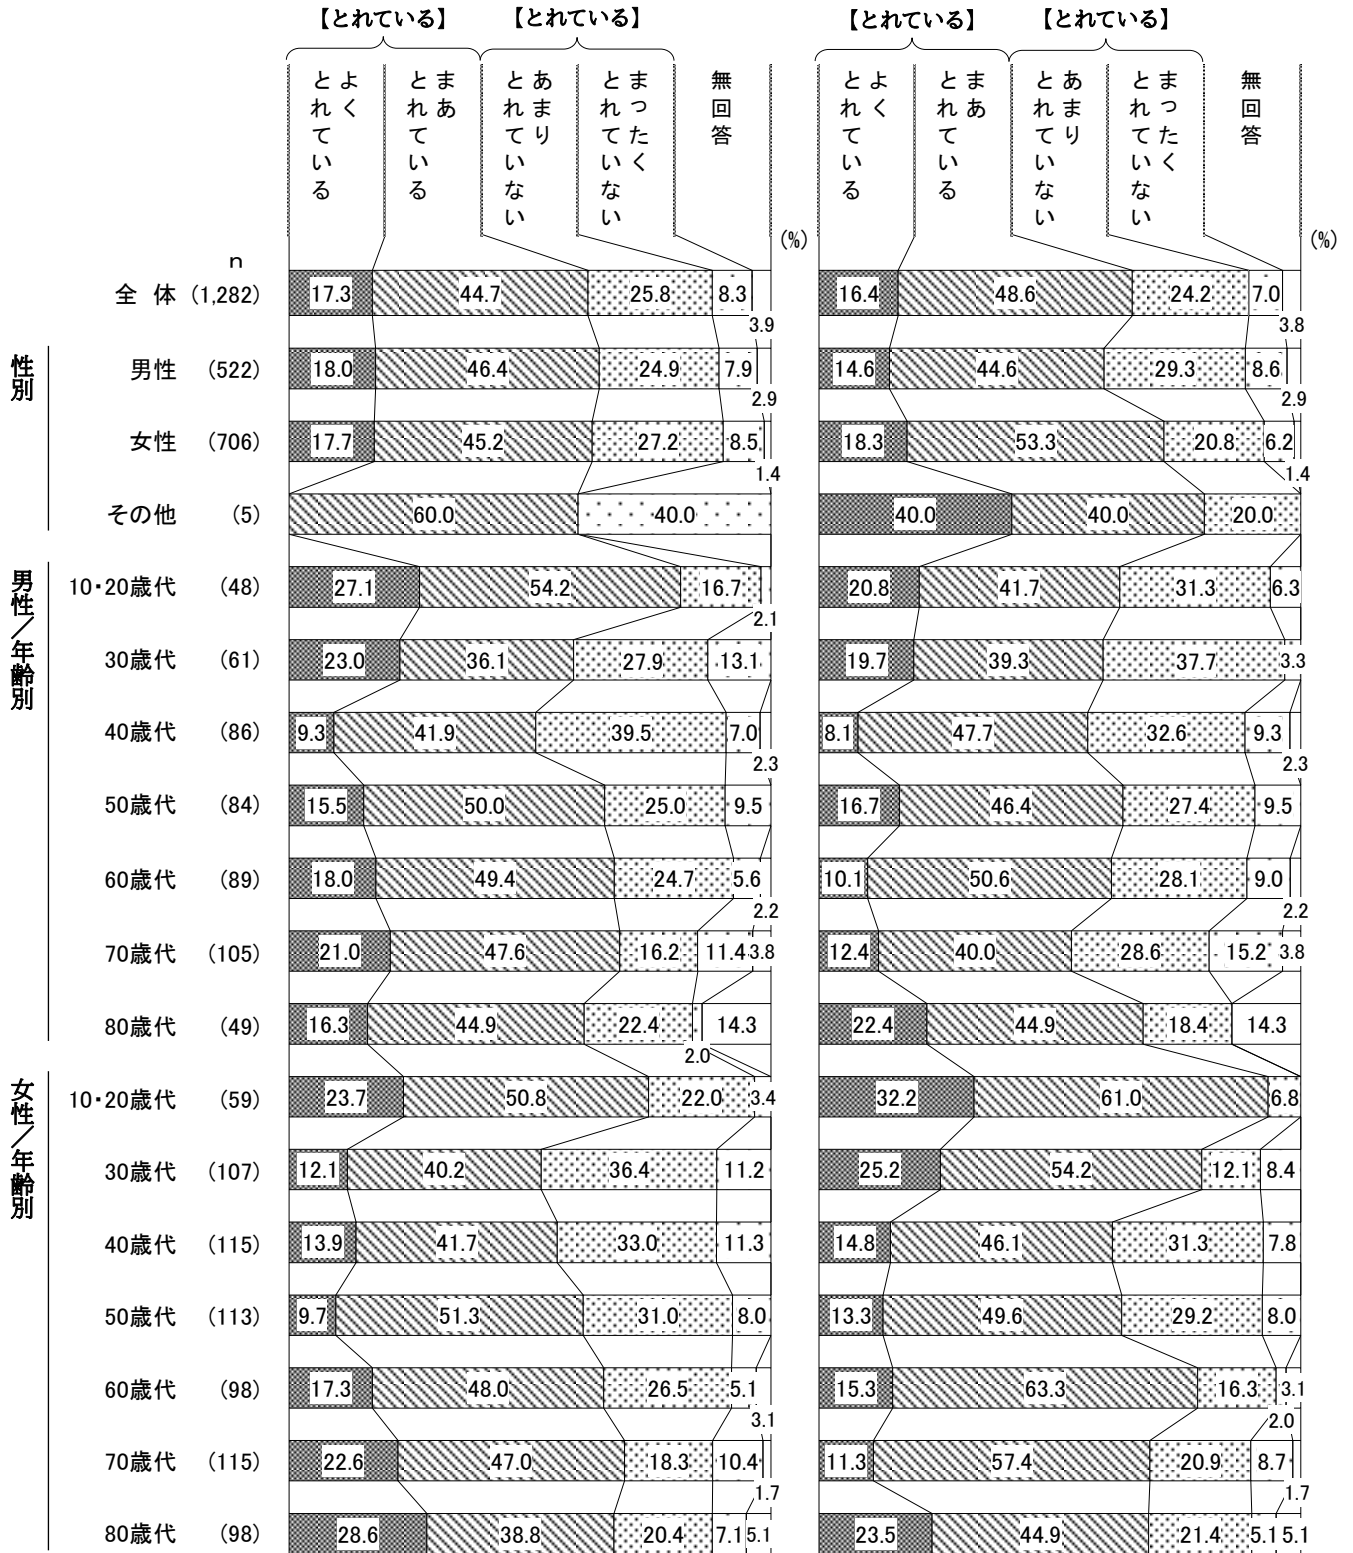 【とれている】 【とれている】 【とれている】 【とれている】
よくとれている まあとれている あまりとれていない まったくとれていない 無回答 よくとれている まあとれている あまりとれていない まったくとれていない 無回答
(%) (%)
n
全 体 (1,282) 17.3 44.7 25.8 8.3 3.9 16.4 48.6 24.2 7.0 3.8
性別
男性 (522) 18.0 46.4 24.9 7.9 2.9 14.6 44.6 29.3 8.6 2.9
女性 (706) 17.7 45.2 27.2 8.5 1.4 18.3 53.3 20.8 6.2 1.4
その他 (5) 60.0 40.0 40.0 40.0 20.0
男性/年齢別
10・20歳代 (48) 27.1 54.2 16.7 2.1 20.8 41.7 31.3 6.3
30歳代 (61) 23.0 36.1 27.9 13.1 19.7 39.3 37.7 3.3
40歳代 (86) 9.3 41.9 39.5 7.0 2.3 8.1 47.7 32.6 9.3 2.3
50歳代 (84) 15.5 50.0 25.0 9.5 16.7 46.4 27.4 9.5
60歳代 (89) 18.0 49.4 24.7 5.6 2.2 10.1 50.6 28.1 9.0 2.2
70歳代 (105) 21.0 47.6 16.2 11.4 3.8 12.4 40.0 28.6 15.2 3.8
80歳代 (49) 16.3 44.9 22.4 2.0 14.3 22.4 44.9 18.4 14.3
女性/年齢別
10・20歳代 (59) 23.7 50.8 22.0 3.4 32.2 61.0 6.8
30歳代 (107) 12.1 40.2 36.4 11.2 25.2 54.2 12.1 8.4
40歳代 (115) 13.9 41.7 33.0 11.3 14.8 46.1 31.3 7.8
50歳代 (113) 9.7 51.3 31.0 8.0 13.3 49.6 29.2 8.0
60歳代 (98) 17.3 48.0 26.5 5.1 3.1 15.3 63.3 16.3 2.0 3.1
70歳代 (115) 22.6 47.0 18.3 10.4 1.7 11.3 57.4 20.9 8.7 1.7
80歳代 (98) 28.6 38.8 20.4 7.1 5.1 23.5 44.9 21.4 5.1 5.1